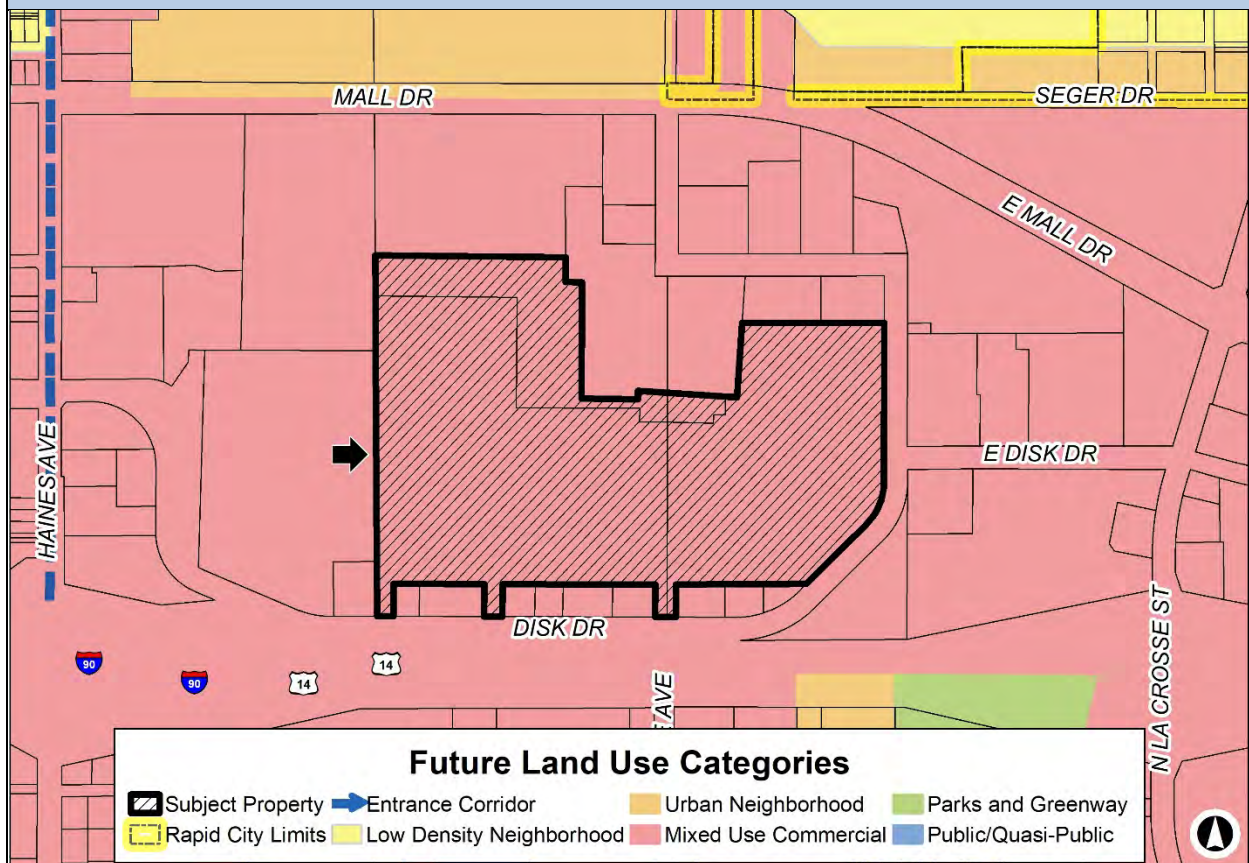 MALL DR
SEGER DR
E MALL DR
HAINES AVE
E DISK DR
DISK DR
90
90
14
14
E AVE
N LA CROSSE ST
Future Land Use Categories
Subject Property Entrance Corridor Urban Neighborhood Parks and Greenway
Rapid City Limits Low Density Neighborhood Mixed Use Commercial Public/Quasi-Public